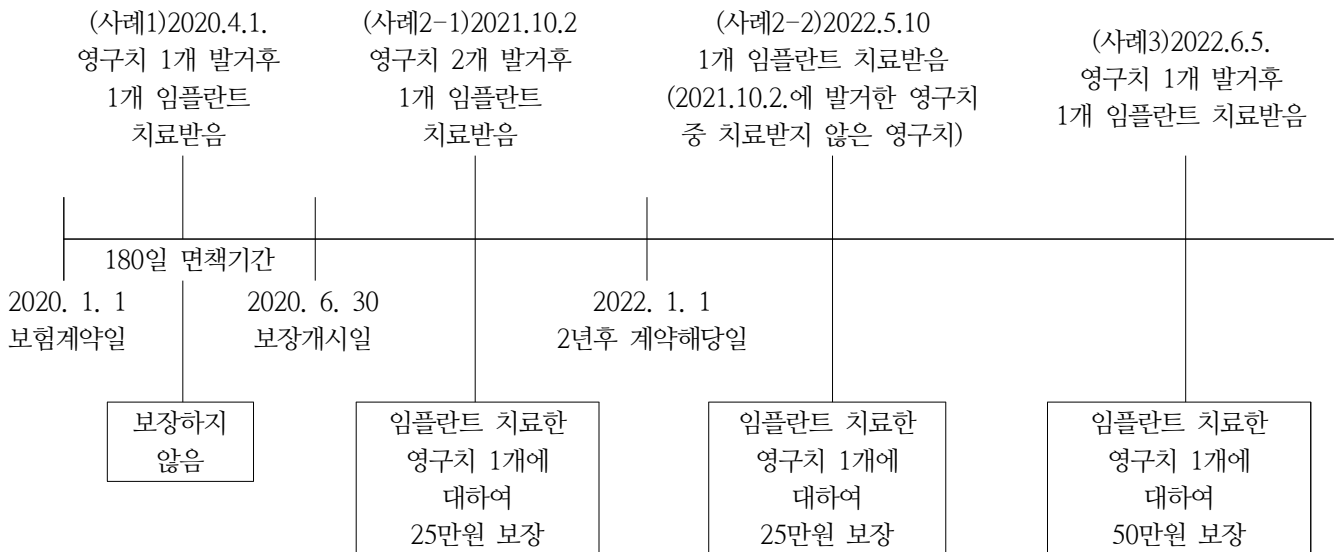 (사례1)2020.4.1.
영구치 1개 발거후
1개 임플란트
치료받음
(사례2-1)2021.10.2
영구치 2개 발거후
1개 임플란트
치료받음
(사례2-2)2022.5.10
1개 임플란트 치료받음
(2021.10.2.에 발거한 영구치
중 치료받지 않은 영구치)
(사례3)2022.6.5.
영구치 1개 발거후
1개 임플란트 치료받음
180일 면책기간
2020. 1. 1
보험계약일
2020. 6. 30
보장개시일
2022. 1. 1
2년후 계약해당일
보장하지
않음
임플란트 치료한
영구치 1개에
대하여
25만원 보장
임플란트 치료한
영구치 1개에
대하여
25만원 보장
임플란트 치료한
영구치 1개에
대하여
50만원 보장